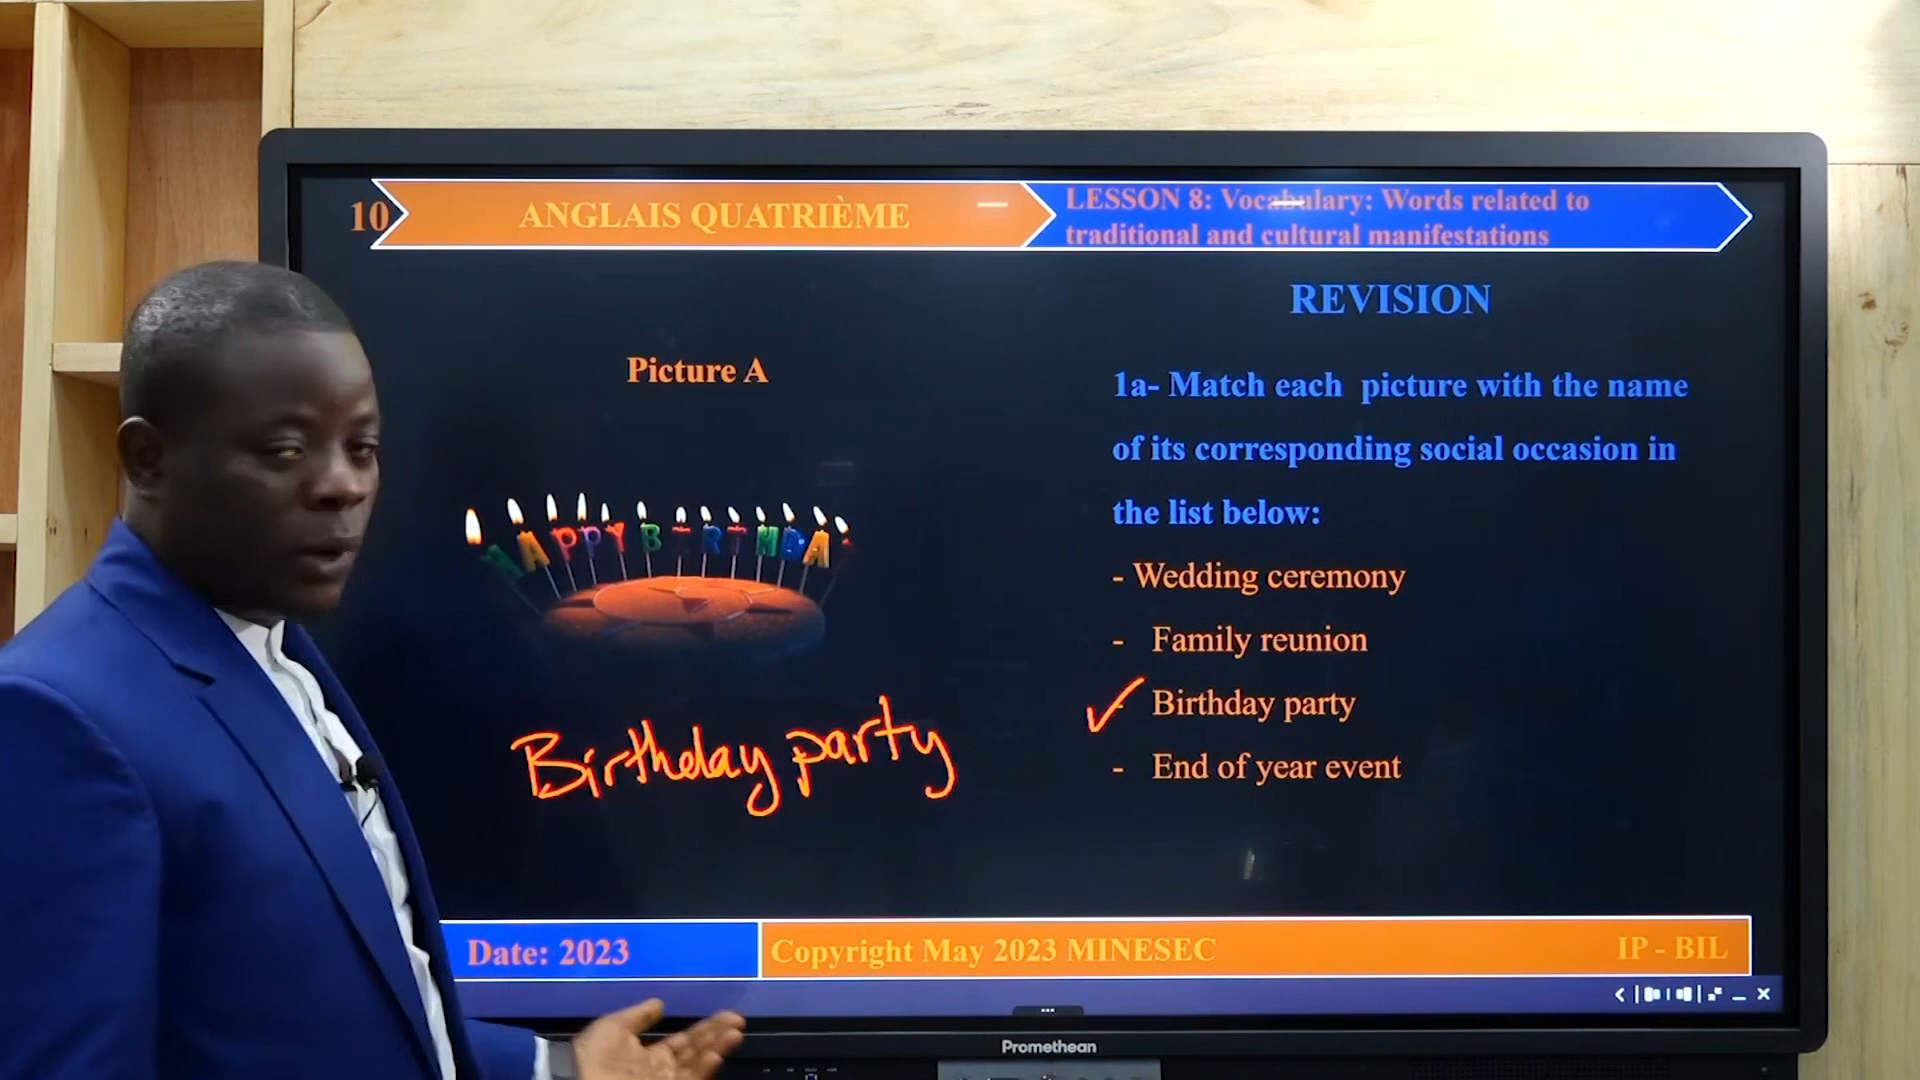 10
ANGLAIS QUATRIÈME
LESSON 8: Vocabulary: Words related to
traditional and cultural manifestations
REVISION
Picture A
1a- Match each picture with the name
of its corresponding social occasion in
the list below:
- Wedding ceremony
- Family reunion
- Birthday party
- End of year event
HAPPY BIRTHDA
Birthday party
Date: 2023
Copyright May 2023 MINESEC
IP - BIL
Promethean